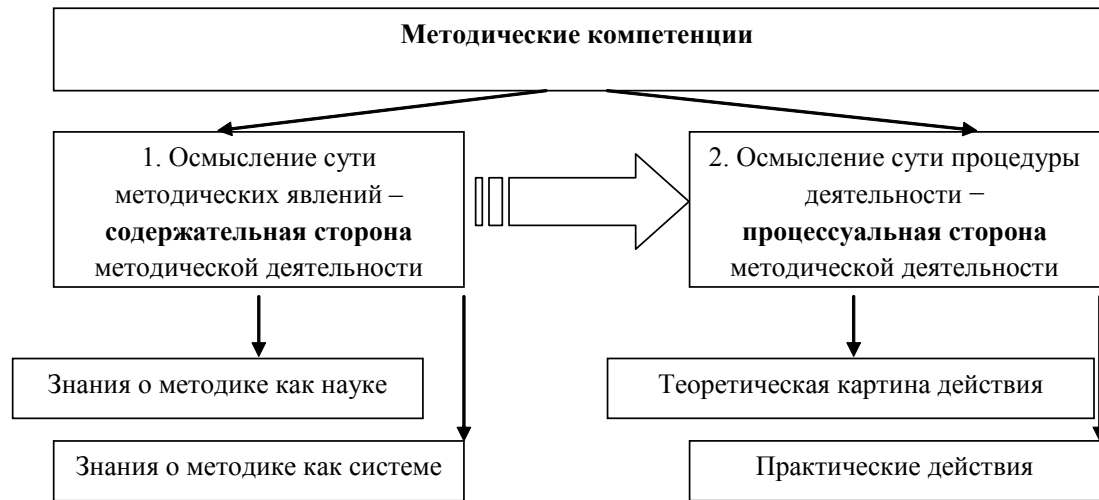 Методические компетенции
1. Осмысление сути
методических явлений –
содержательная сторона
методической деятельности
2. Осмысление сути процедуры
деятельности –
процессуальная сторона
методической деятельности
Знания о методике как науке
Знания о методике как системе
Теоретическая картина действия
Практические действия